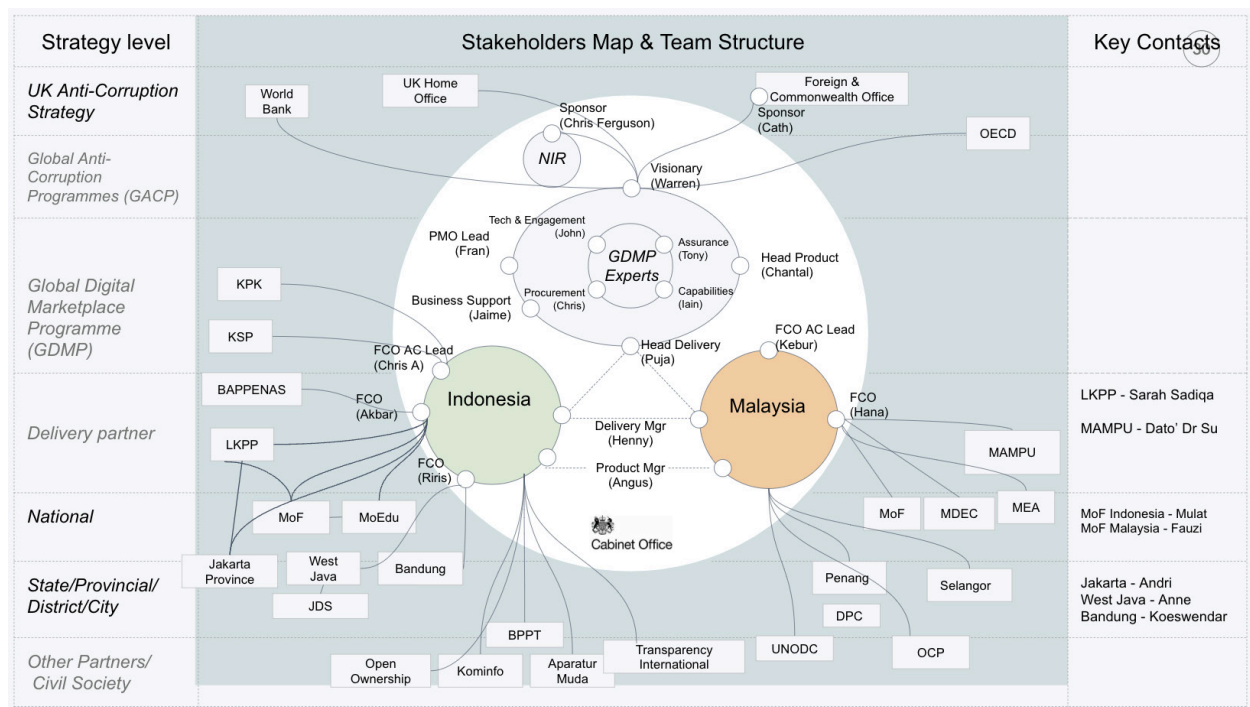 Strategy level
Stakeholders Map & Team Structure
Key Contacts
30
UK Anti-Corruption
Strategy
World
Bank
UK Home
Office
Sponsor
(Chris Ferguson)
Foreign &
Commonwealth Office
Sponsor
(Cath)
OECD
Global Anti-
Corruption
Programmes (GACP)
NIR
Visionary
(Warren)
Global Digital
Marketplace
Programme
(GDMP)
KPK
KSP
PMO Lead
(Fran)
Business Support
(Jaime)
Tech & Engagement
(John)
Assurance
(Tony)
GDMP
Experts
Procurement
(Chris)
Capabilities
(Iain)
Head Product
(Chantal)
FCO AC Lead
(Chris A)
Head Delivery
(Puja)
FCO AC Lead
(Kebur)
Delivery partner
BAPPENAS
LKPP
FCO
(Akbar)
Indonesia
FCO
(Riris)
Delivery Mgr
(Henny)
Product Mgr
(Angus)
Malaysia
FCO
(Hana)
MAMPU
LKPP - Sarah Sadiqa
MAMPU - Dato’ Dr Su
National
MoF
MoEdu
Cabinet Office
MoF
MDEC
MEA
MoF Indonesia - Mulat
MoF Malaysia - Fauzi
State/Provincial/
District/City
Jakarta
Province
West
Java
JDS
Bandung
Penang
DPC
Selangor
Jakarta - Andri
West Java - Anne
Bandung - Koeswendar
Other Partners/
Civil Society
Open
Ownership
Kominfo
BPPT
Aparatur
Muda
Transparency
International
UNODC
OCP